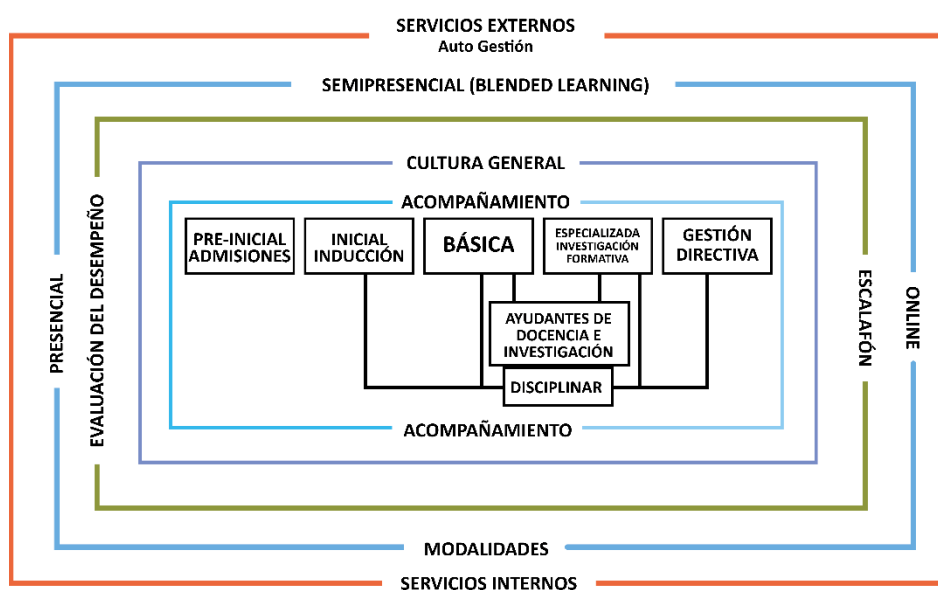 SERVICIOS EXTERNOS
Auto Gestión
SEMIPRESENCIAL (BLENDED LEARNING)
CULTURA GENERAL
ACOMPAÑAMIENTO
PRE-INICIAL
ADMISIONES
INICIAL
INDUCCIÓN
BÁSICA
ESPECIALIZADA
INVESTIGACIÓN
FORMATIVA
GESTIÓN
DIRECTIVA
AYUDANTES DE
DOCENCIA E
INVESTIGACIÓN
DISCIPLINAR
ACOMPAÑAMIENTO
PRESENCIAL
EVALUACIÓN DEL DESEMPEÑO
ESCALAFÓN
ONLINE
MODALIDADES
SERVICIOS INTERNOS